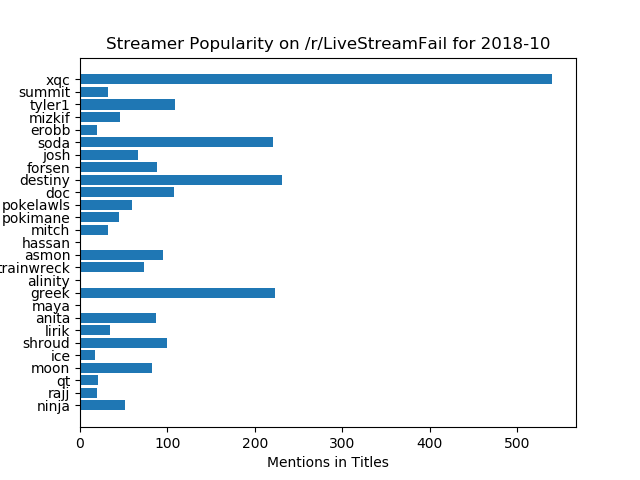 Streamer Popularity on /r/LiveStreamFail for 2018-10
xqc
summit
tyler1
mizkif
erobb
soda
josh
forsen
destiny
doc
pokelawls
pokimane
mitch
hassan
asmon
trainwreck
alinity
greek
maya
anita
lirik
shroud
ice
moon
qt
rajj
ninja
0 100 200 300 400 500
Mentions in Titles